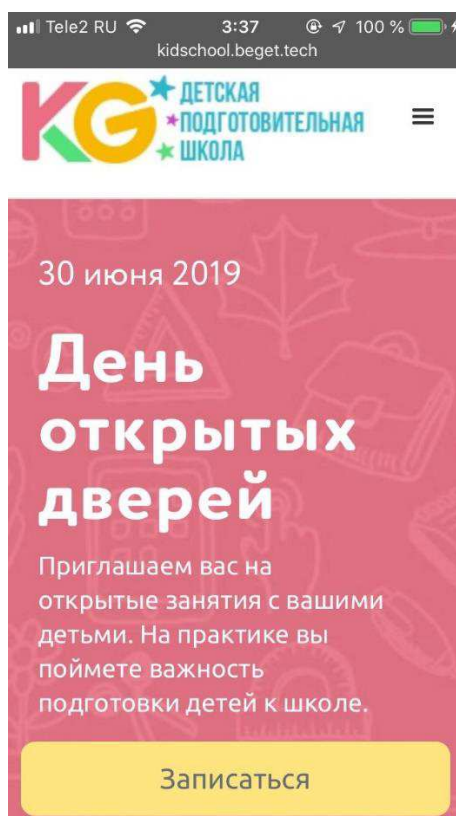 Tele2 RU 3:37 100 %
kidschool.beget.tech
KG ДЕТСКАЯ
ПОДГОТОВИТЕЛЬНАЯ
ШКОЛА
30 июня 2019
День
открытых
дверей
Приглашаем вас на
открытые занятия с вашими
детьми. На практике вы
поймете важность
подготовки детей к школе.
Записаться